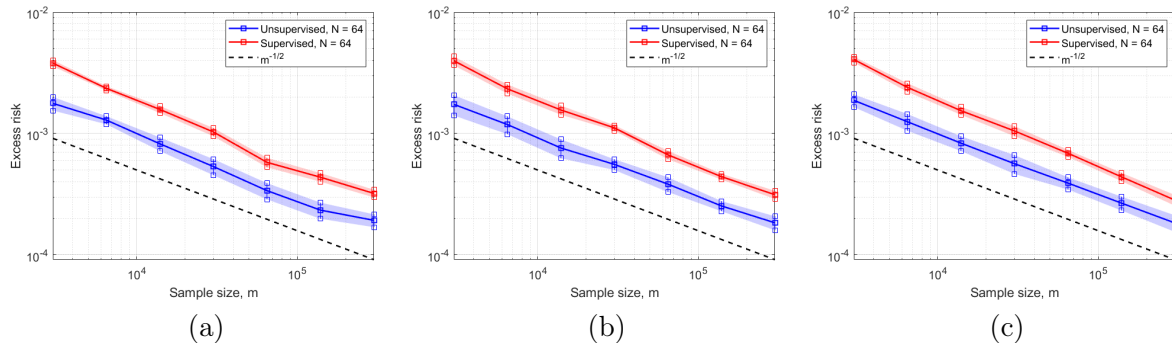 10^-2
10^-3
10^-4
Excess risk
10^4
10^5
Sample size, m
Unsupervised, N = 64
Supervised, N = 64
m^-1/2
(a)
10^-2
10^-3
10^-4
Excess risk
10^4
10^5
Sample size, m
Unsupervised, N = 64
Supervised, N = 64
m^-1/2
(b)
10^-2
10^-3
10^-4
Excess risk
10^4
10^5
Sample size, m
Unsupervised, N = 64
Supervised, N = 64
m^-1/2
(c)